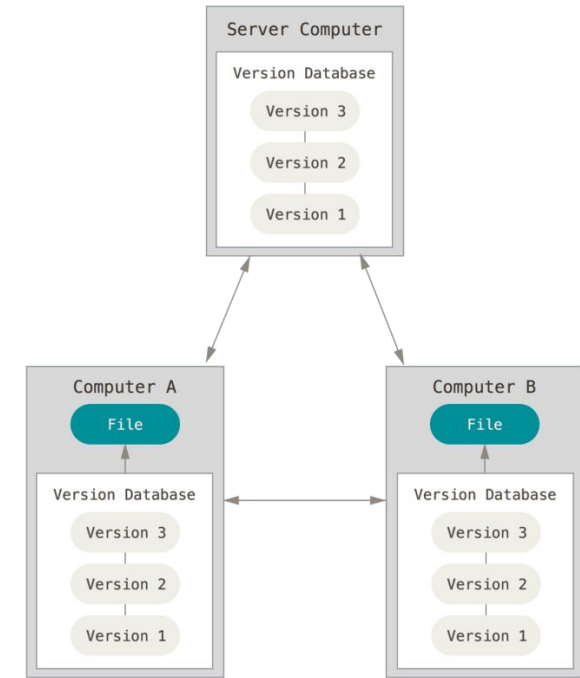 Server Computer
Version Database
Version 3
Version 2
Version 1
Computer A
File
Version Database
Version 3
Version 2
Version 1
Computer B
File
Version Database
Version 3
Version 2
Version 1